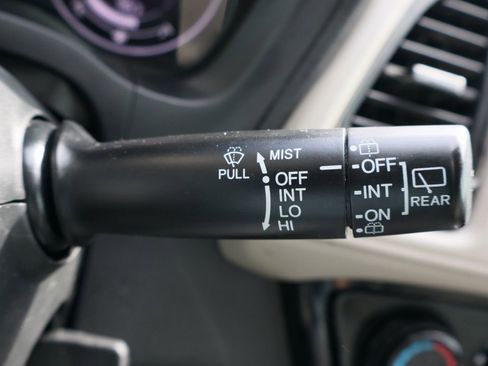 MIST
PULL
OFF
INT
LO
HI
OFF
INT
ON
REAR